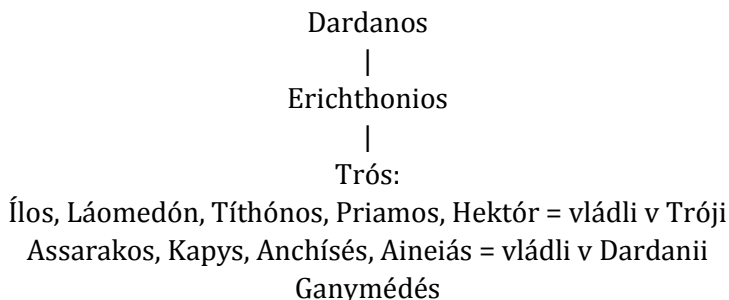 Dardanos
|
Erichthonios
|
Trós:
Ílos, Láomedón, Títhónos, Priamos, Hektór = vládli v Tróji
Assarakos, Kapys, Anchísés, Aineiás = vládli v Dardanii
Ganymédés